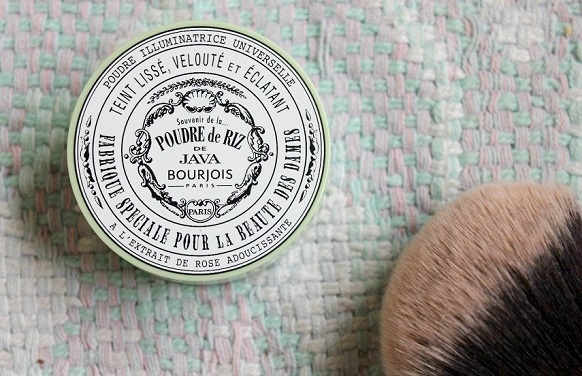 POUDRE ILLUMINATRICE UNIVERSELLE
TEINT LISSÉ, VELOUTÉ ET ÉCLATANT
Souvenir de la...
POUDRE de RIZ
DE
JAVA
BOURJOIS
PARIS
PARIS
FABRIQUE SPECIALE POUR LA BEAUTE DES DAMES
A L'EXTRAIT DE ROSE ADOUCISSANTE